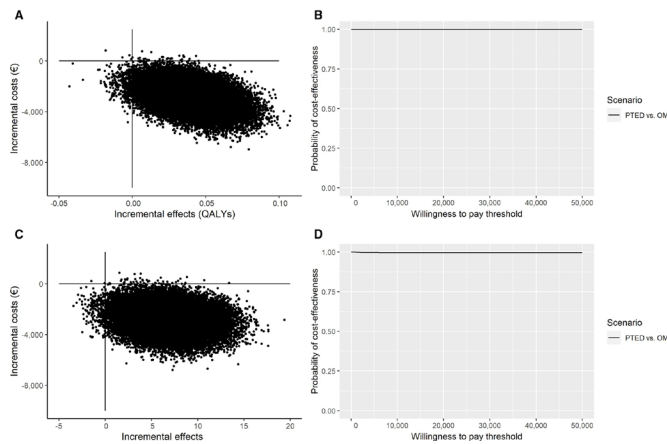 A
Incremental costs (€)
0
-4,000
-8,000
-0.05
0.00
0.05
0.10
Incremental effects (QALYs)
B
Probability of cost-effectiveness
1.00
0.75
0.50
0.25
0.00
0
10,000
20,000
30,000
40,000
50,000
Willingness to pay threshold
Scenario
PTED vs. OM
C
Incremental costs (€)
0
-4,000
-8,000
-5
0
5
10
15
20
Incremental effects
D
Probability of cost-effectiveness
1.00
0.75
0.50
0.25
0.00
0
10,000
20,000
30,000
40,000
50,000
Willingness to pay threshold
Scenario
PTED vs. OM